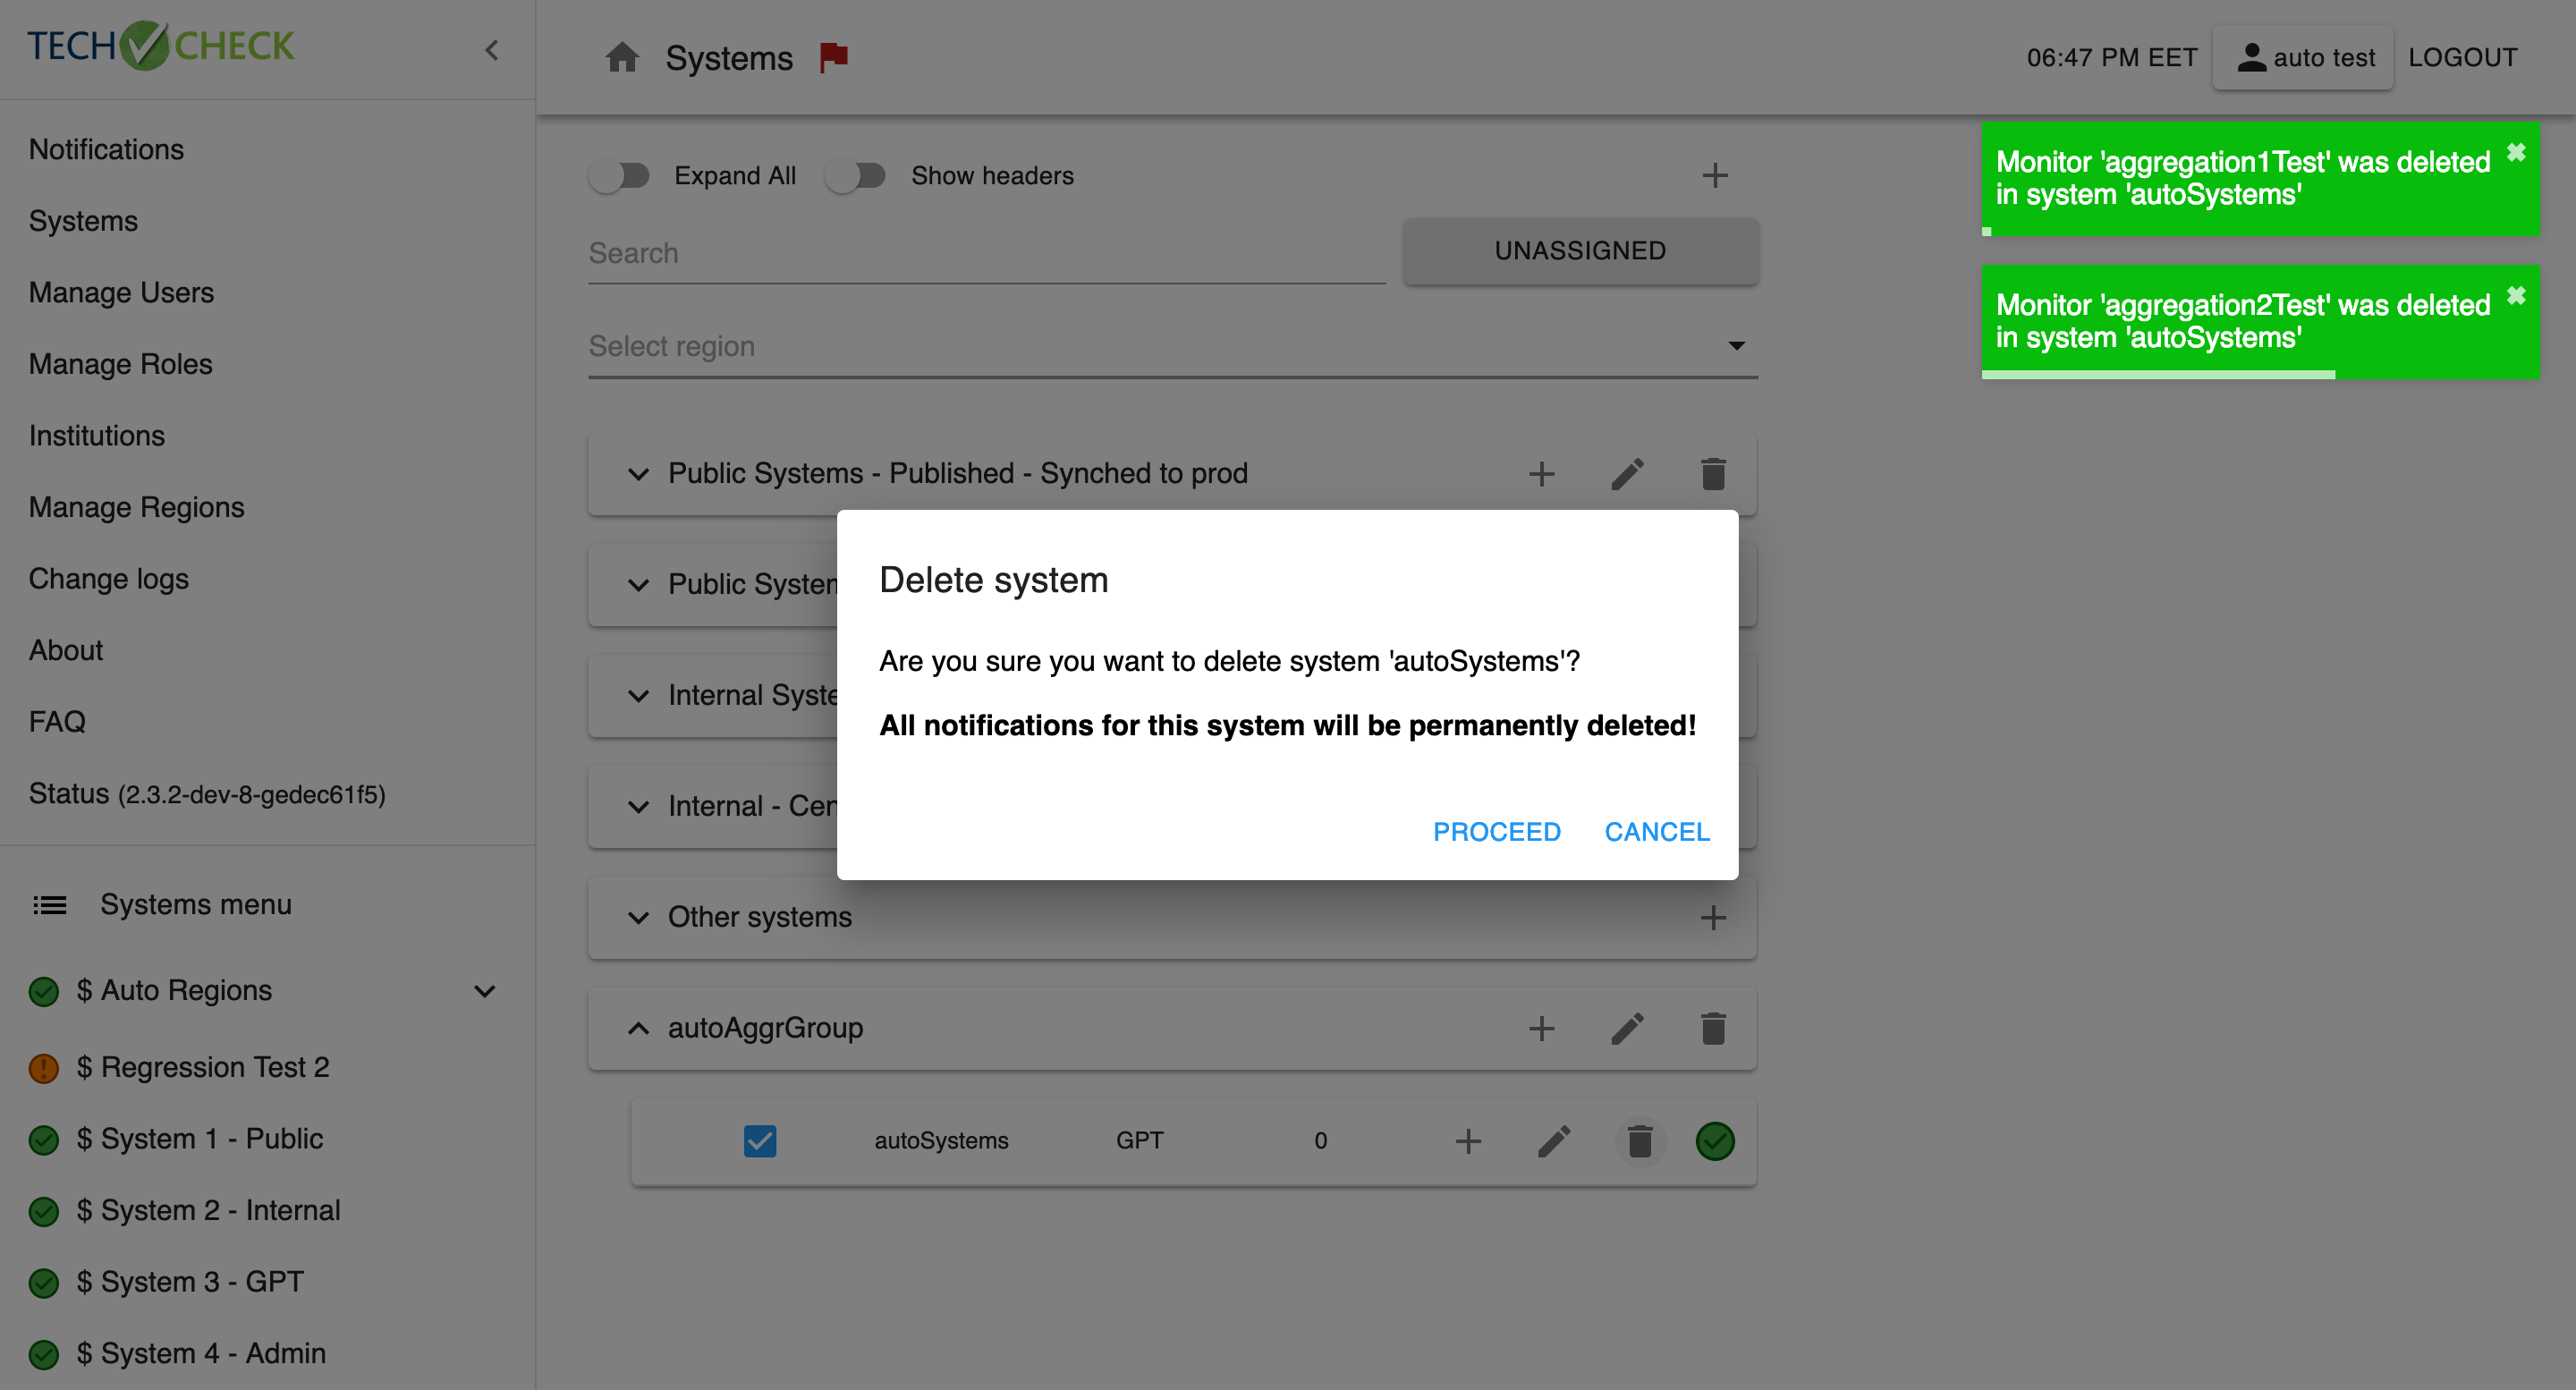 TECH CHECK
Systems
06:47 PM EET
auto test
LOGOUT
Notifications
Systems
Manage Users
Manage Roles
Institutions
Manage Regions
Change logs
About
FAQ
Status (2.3.2-dev-8-gedec61f5)
Systems menu
$ Auto Regions
$ Regression Test 2
$ System 1 - Public
$ System 2 - Internal
$ System 3 - GPT
$ System 4 - Admin
Expand All
Show headers
Search
UNASSIGNED
Select region
Public Systems - Published - Synched to prod
Public System
Internal Syste
Internal - Cen
Other systems
autoAggrGroup
autoSystems GPT 0
Delete system
Are you sure you want to delete system 'autoSystems'?
All notifications for this system will be permanently deleted!
PROCEED
CANCEL
Monitor 'aggregation1Test' was deleted
in system 'autoSystems'
Monitor 'aggregation2Test' was deleted
in system 'autoSystems'